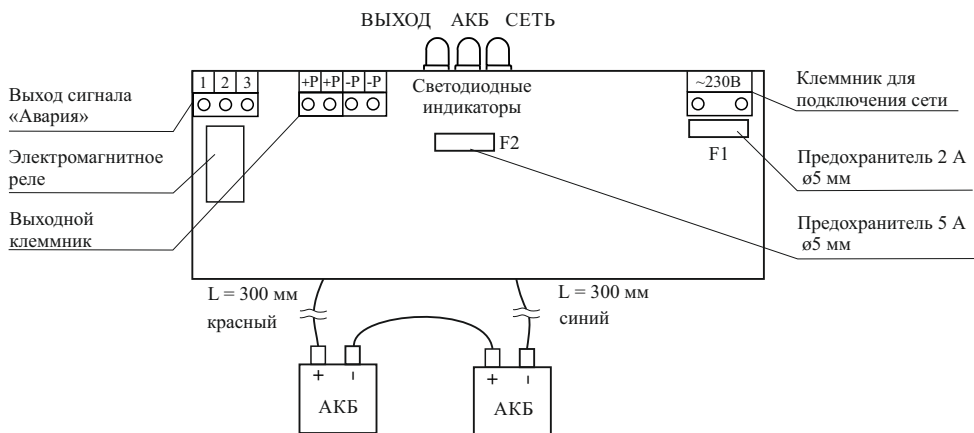 ВЫХОД АКБ СЕТЬ
1 2 3
+P +P -P -P
Светодиодные
индикаторы
~230В
Выход сигнала
«Авария»
Электромагнитное
реле
Выходной
клеммник
F2
F1
Клеммник для
подключения сети
Предохранитель 2 А
ø5 мм
Предохранитель 5 А
ø5 мм
L = 300 мм
красный
L = 300 мм
синий
+ −
АКБ
+ −
АКБ